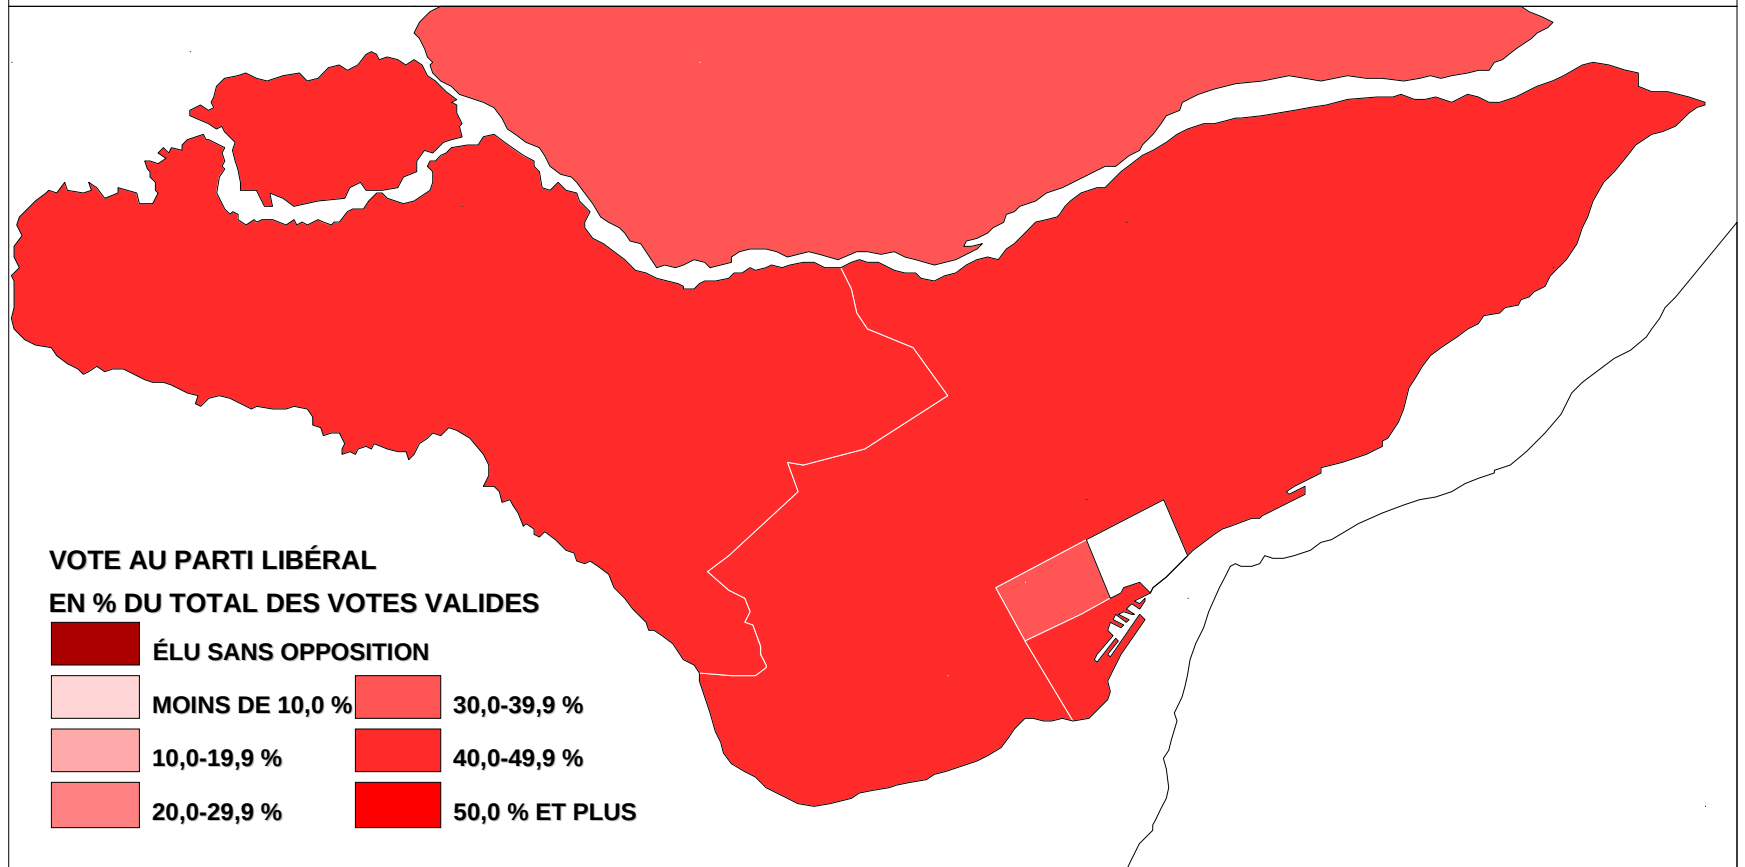 VOTE AU PARTI LIBÉRAL
EN % DU TOTAL DES VOTES VALIDES
ÉLU SANS OPPOSITION
MOINS DE 10,0 %
10,0-19,9 %
20,0-29,9 %
30,0-39,9 %
40,0-49,9 %
50,0 % ET PLUS